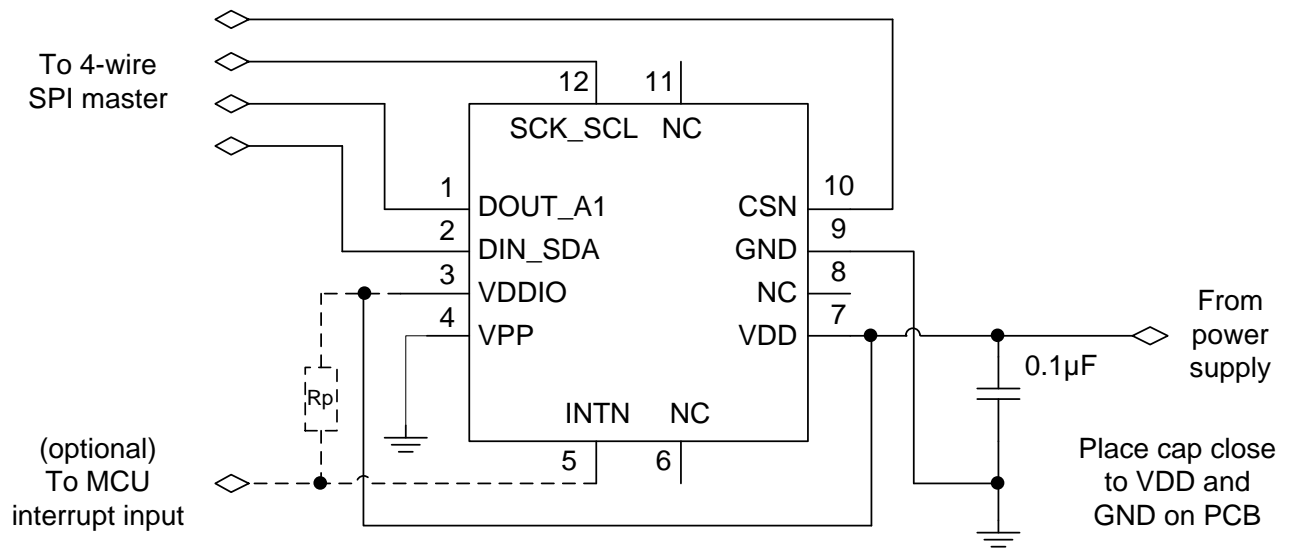 To 4-wire
SPI master
12
11
SCK_SCL
NC
1
DOUT_A1
2
DIN_SDA
3
VDDIO
4
VPP
10
CSN
9
GND
8
NC
7
VDD
INTN
NC
5
6
Rp
(optional)
To MCU
interrupt input
From
power
supply
0.1µF
Place cap close
to VDD and
GND on PCB